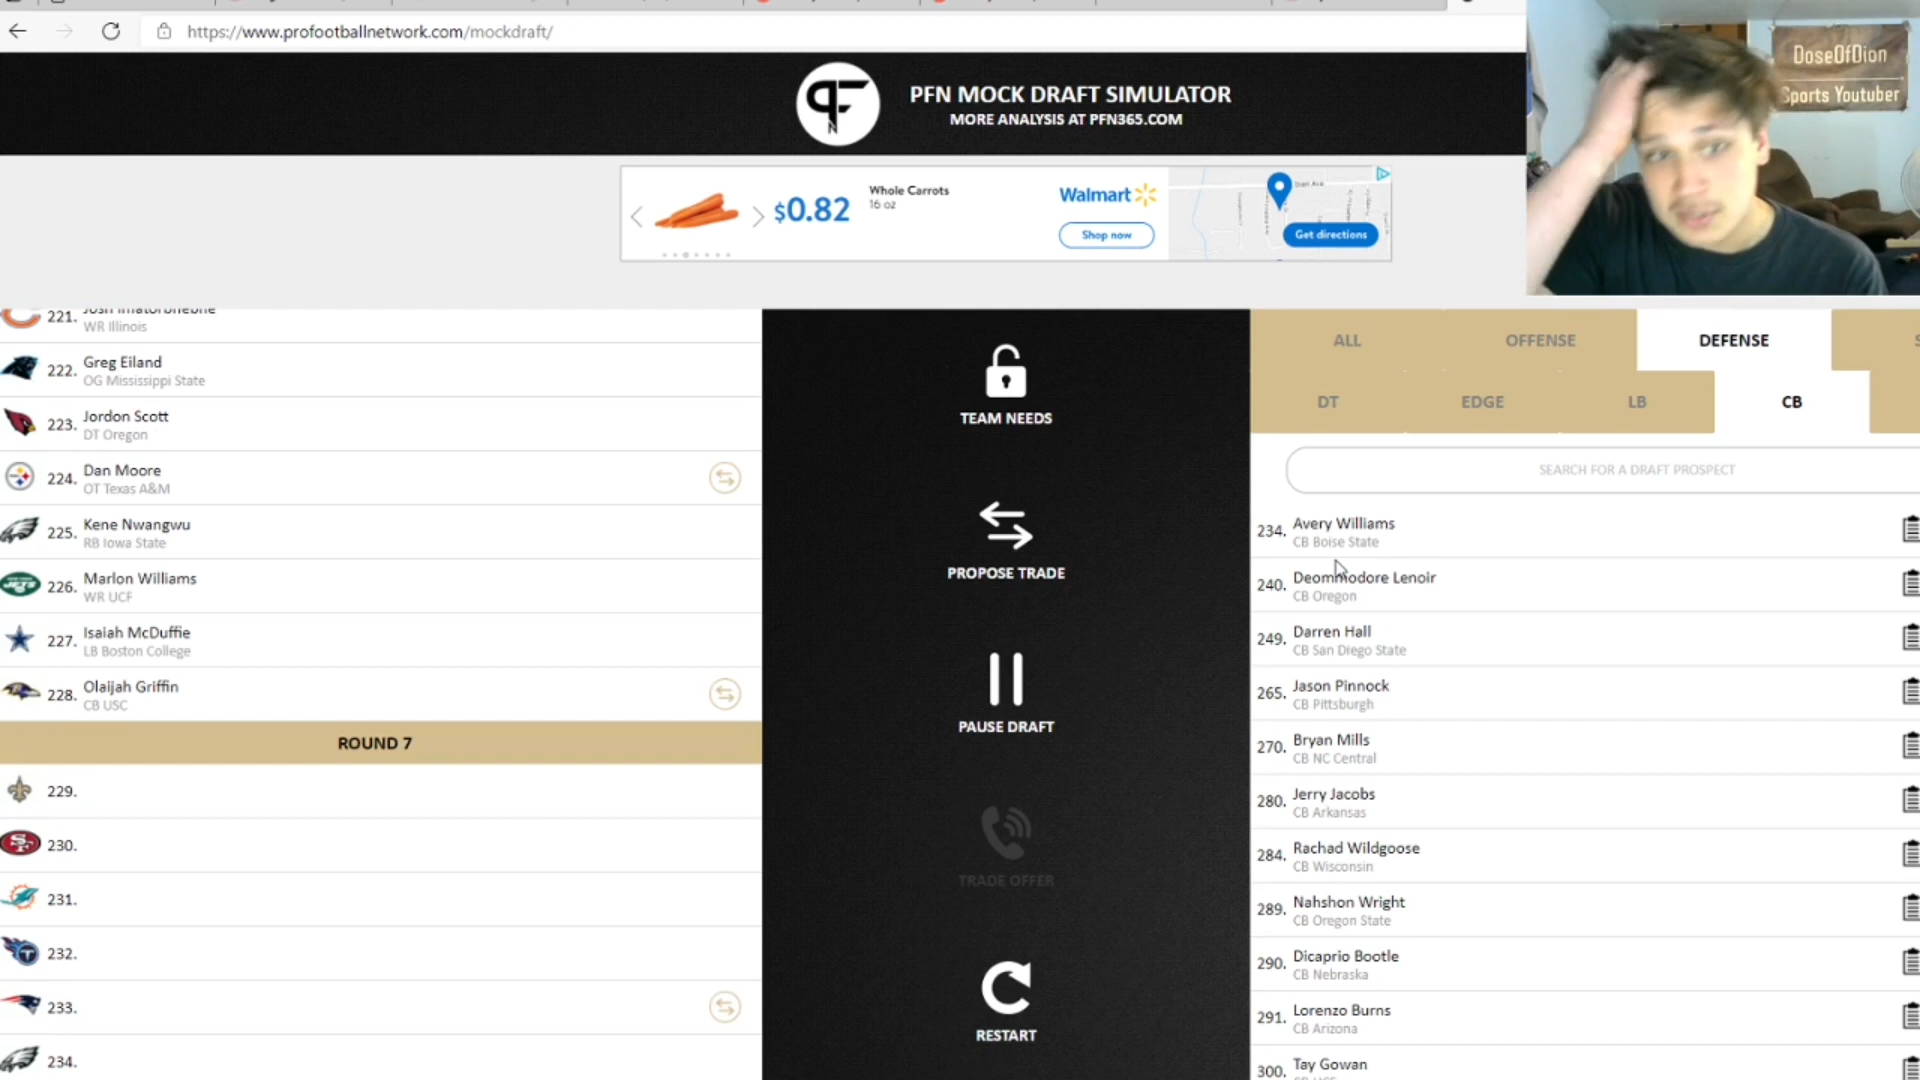 https://www.profootballnetwork.com/mockdraft/
PFN MOCK DRAFT SIMULATOR
MORE ANALYSIS AT PFN365.COM
DoseOfDion
Sports Youtuber
$0.82
Whole Carrots
16 oz
Walmart
Shop now
Get directions
221.
WR Illinois
222. Greg Eiland
OG Mississippi State
223. Jordon Scott
DT Oregon
224. Dan Moore
OT Texas A&M
225. Kene Nwangwu
RB Iowa State
226. Marlon Williams
WR UCF
227. Isaiah McDuffie
LB Boston College
228. Olaijah Griffin
CB USC
ROUND 7
229.
230.
231.
232.
233.
234.
TEAM NEEDS
PROPOSE TRADE
PAUSE DRAFT
TRADE OFFER
RESTART
ALL
OFFENSE
DEFENSE
DT
EDGE
LB
CB
SEARCH FOR A DRAFT PROSPECT
234. Avery Williams
CB Boise State
240. Deommodore Lenoir
CB Oregon
249. Darren Hall
CB San Diego State
265. Jason Pinnock
CB Pittsburgh
270. Bryan Mills
CB NC Central
280. Jerry Jacobs
CB Arkansas
284. Rachad Wildgoose
CB Wisconsin
289. Nahshon Wright
CB Oregon State
290. Dicaprio Bootle
CB Nebraska
291. Lorenzo Burns
CB Arizona
300. Tay Gowan